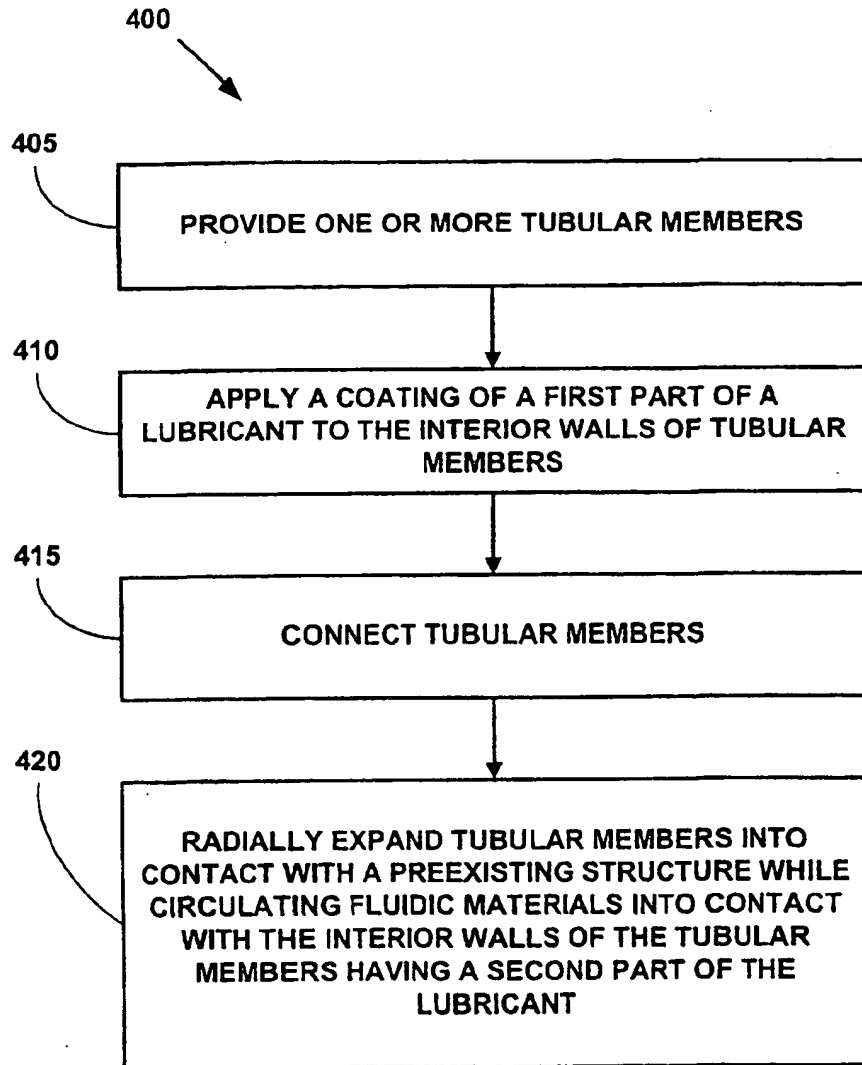 400
405
PROVIDE ONE OR MORE TUBULAR MEMBERS
410
APPLY A COATING OF A FIRST PART OF A
LUBRICANT TO THE INTERIOR WALLS OF TUBULAR
MEMBERS
415
CONNECT TUBULAR MEMBERS
420
RADIALLY EXPAND TUBULAR MEMBERS INTO
CONTACT WITH A PREEXISTING STRUCTURE WHILE
CIRCULATING FLUIDIC MATERIALS INTO CONTACT
WITH THE INTERIOR WALLS OF THE TUBULAR
MEMBERS HAVING A SECOND PART OF THE
LUBRICANT